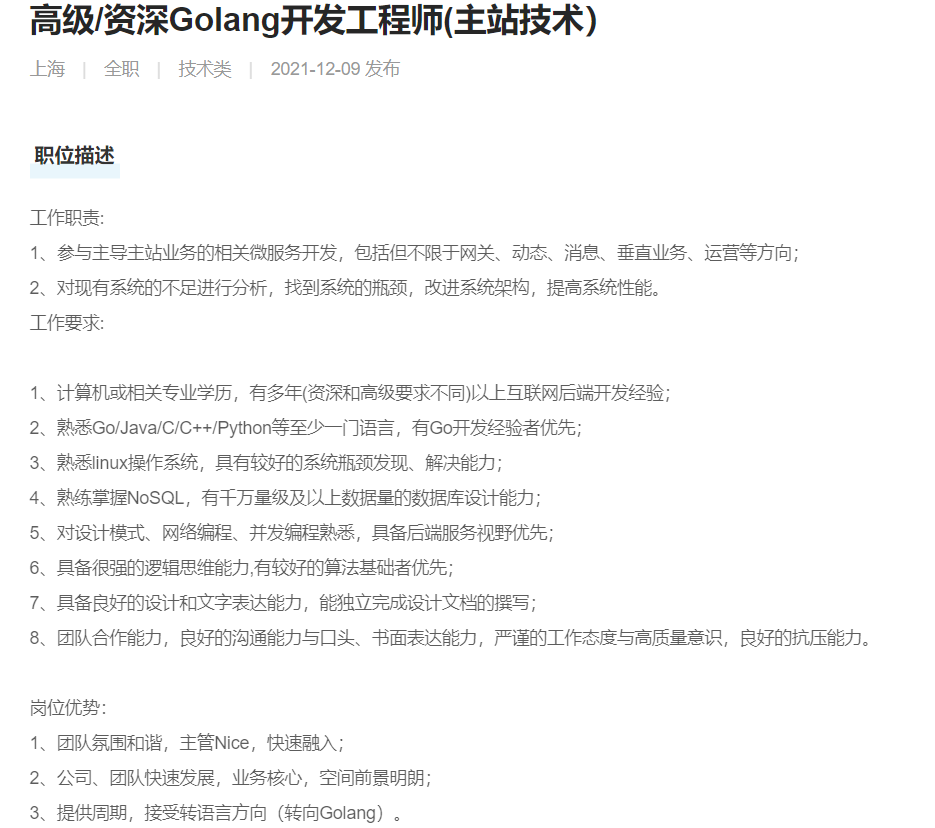 高级/资深Golang开发工程师(主站技术）
上海 | 全职 | 技术类 | 2021-12-09 发布
职位描述
工作职责:
1、参与主导主站业务的相关微服务开发，包括但不限于网关、动态、消息、垂直业务、运营等方向；
2、对现有系统的不足进行分析，找到系统的瓶颈，改进系统架构，提高系统性能。
工作要求:
1、计算机或相关专业学历，有多年(资深和高级要求不同)以上互联网后端开发经验；
2、熟悉Go/Java/C/C++/Python等至少一门语言，有Go开发经验者优先；
3、熟悉linux操作系统，具有较好的系统瓶颈发现、解决能力；
4、熟练掌握NoSQL，有千万量级及以上数据量的数据库设计能力；
5、对设计模式、网络编程、并发编程熟悉，具备后端服务视野优先；
6、具备很强的逻辑思维能力,有较好的算法基础者优先；
7、具备良好的设计和文字表达能力，能独立完成设计文档的撰写；
8、团队合作能力，良好的沟通能力与口头、书面表达能力，严谨的工作态度与高质量意识，良好的抗压能力。
岗位优势：
1、团队氛围和谐，主管Nice，快速融入；
2、公司、团队快速发展，业务核心，空间前景明朗；
3、提供周期，接受转语言方向（转向Golang）。